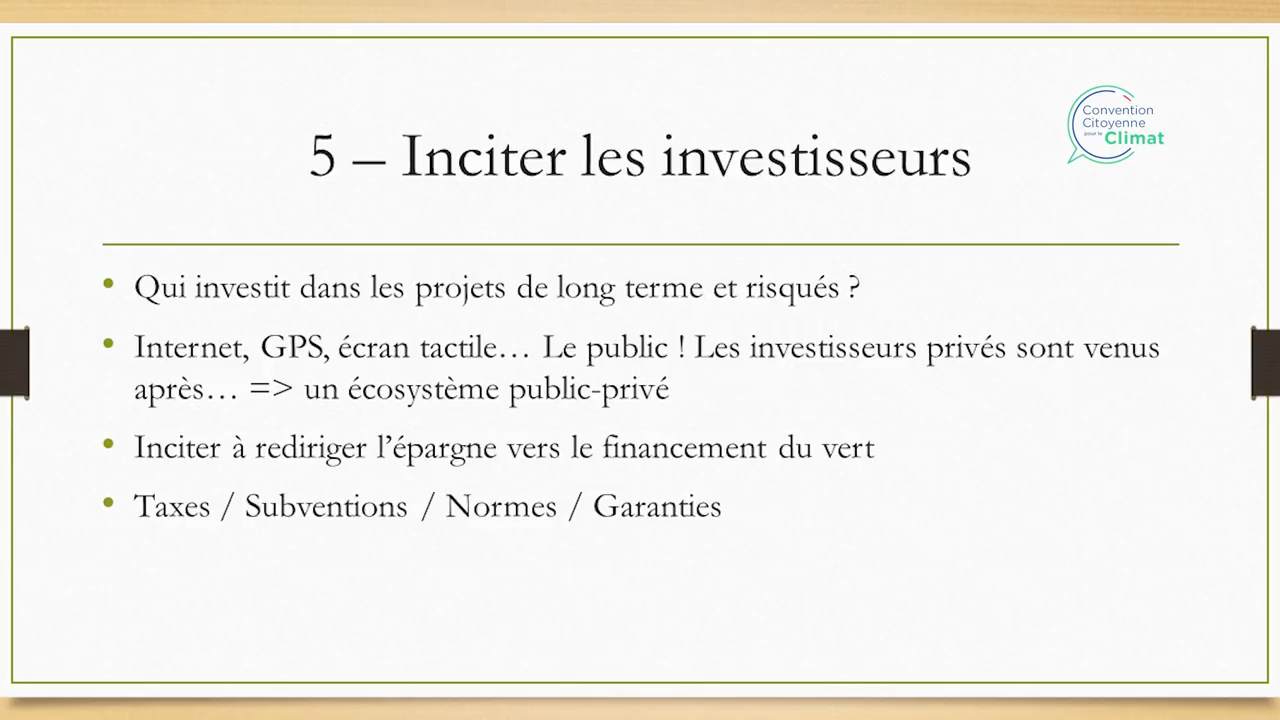 Convention
Citoyenne
pour le Climat
5 – Inciter les investisseurs
• Qui investit dans les projets de long terme et risqués ?
• Internet, GPS, écran tactile… Le public ! Les investisseurs privés sont venus
après… => un écosystème public-privé
• Inciter à rediriger l’épargne vers le financement du vert
• Taxes / Subventions / Normes / Garanties